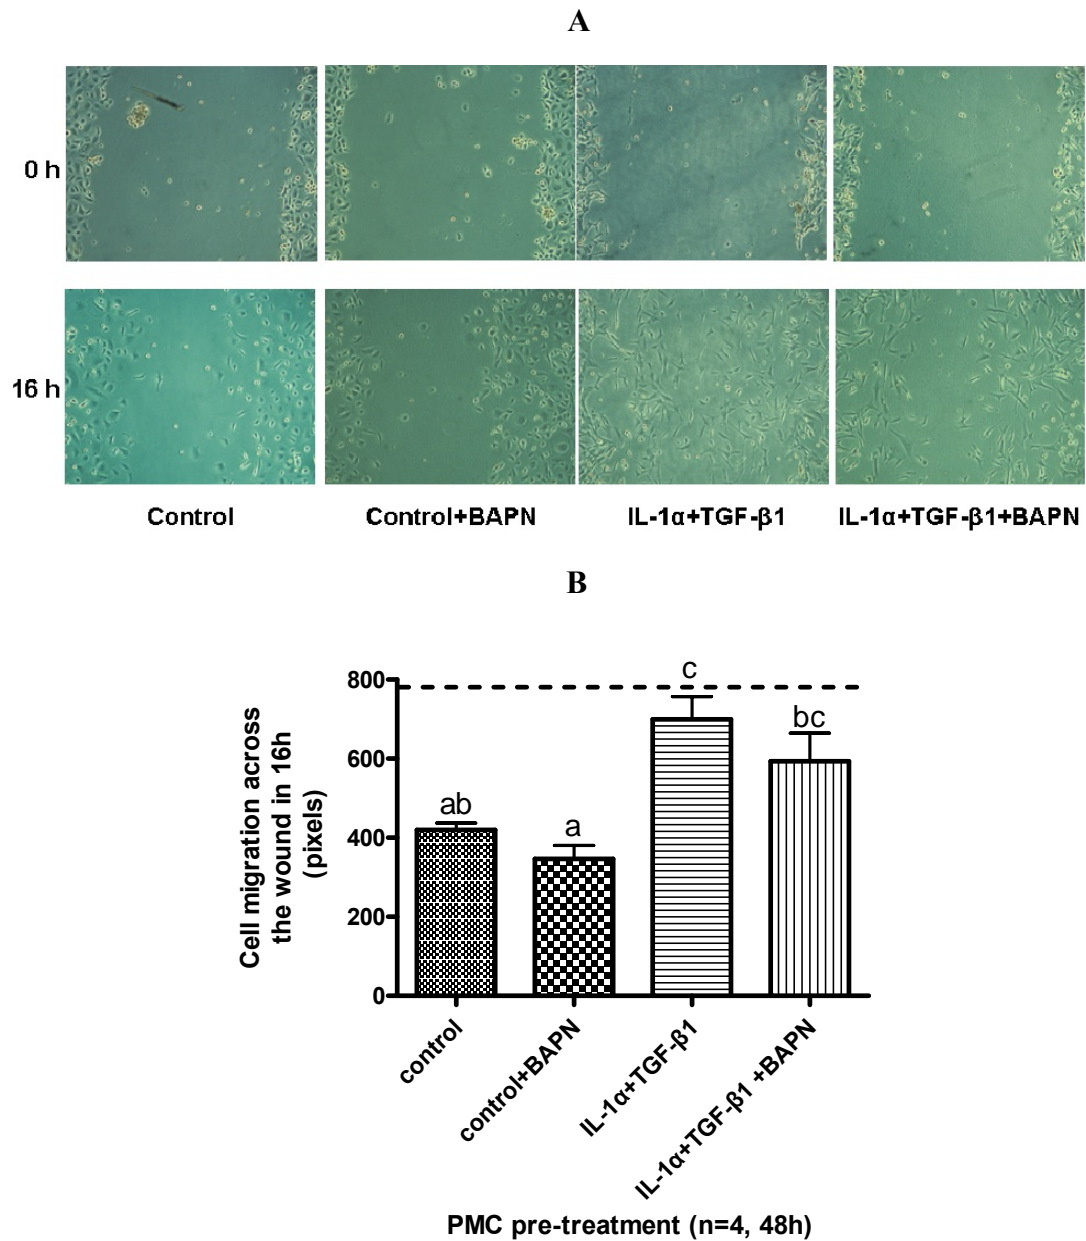 A
0 h
16 h
Control
Control+BAPN
IL-1α+TGF-β1
IL-1α+TGF-β1+BAPN
B
Cell migration across
the wound in 16h
(pixels)
800
600
400
200
0
ab
a
c
bc
control
control+BAPN
IL-1α+TGF-β1
IL-1α+TGF-β1 +BAPN
PMC pre-treatment (n=4, 48h)